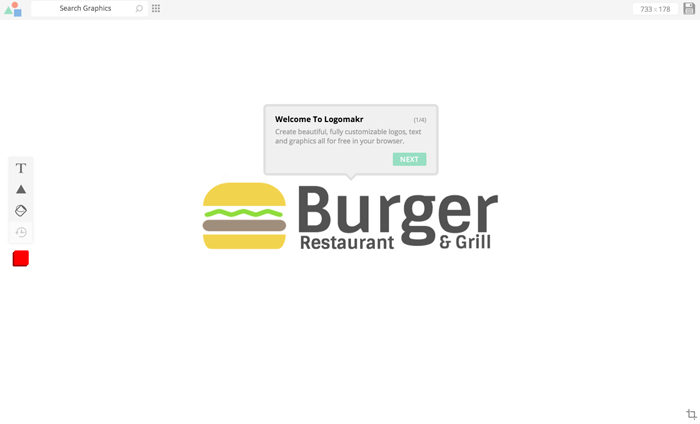 Search Graphics
733 x 178
Welcome To Logomakr
(1/4)
Create beautiful, fully customizable logos, text
and graphics all for free in your browser.
NEXT
T
Burger
Restaurant & Grill